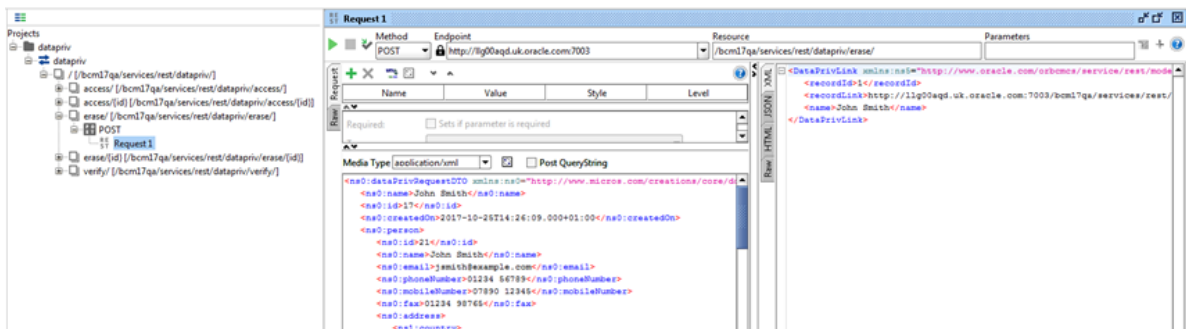 Projects
datapriv
datapriv
/ [/bcm17qa/services/rest/datapriv/]
access/ [/bcm17qa/services/rest/datapriv/access/]
access/{id} [/bcm17qa/services/rest/datapriv/access/{id}]
erase/ [/bcm17qa/services/rest/datapriv/erase/]
POST
REST Request 1
erase/{id} [/bcm17qa/services/rest/datapriv/erase/{id}]
verify/ [/bcm17qa/services/rest/datapriv/verify/]
REST Request 1
Method Endpoint Resource Parameters
POST http://llg00aqd.uk.oracle.com:7003 /bcm17qa/services/rest/datapriv/erase/
Request
Raw
Name Value Style Level
Required: Sets if parameter is required
Media Type application/xml Post QueryString
<ns0:dataPrivRequestDTO xmlns:ns0="http://www.micros.com/creations/core/do
<ns0:name>John Smith</ns0:name>
<ns0:id>17</ns0:id>
<ns0:createdOn>2017-10-25T14:26:09.000+01:00</ns0:createdOn>
<ns0:person>
<ns0:id>21</ns0:id>
<ns0:name>John Smith</ns0:name>
<ns0:email>jsmith@example.com</ns0:email>
<ns0:phoneNumber>01234 56789</ns0:phoneNumber>
<ns0:mobileNumber>07890 12345</ns0:mobileNumber>
<ns0:fax>01234 98765</ns0:fax>
<ns0:address>
<ns1:country>
XML
JSON
HTML
Raw
<DataPrivLink xmlns:ns5="http://www.oracle.com/orbcmcs/service/rest/mode
<recordId>1</recordId>
<recordLink>http://llg00aqd.uk.oracle.com:7003/bcm17qa/services/rest/
<name>John Smith</name>
</DataPrivLink>